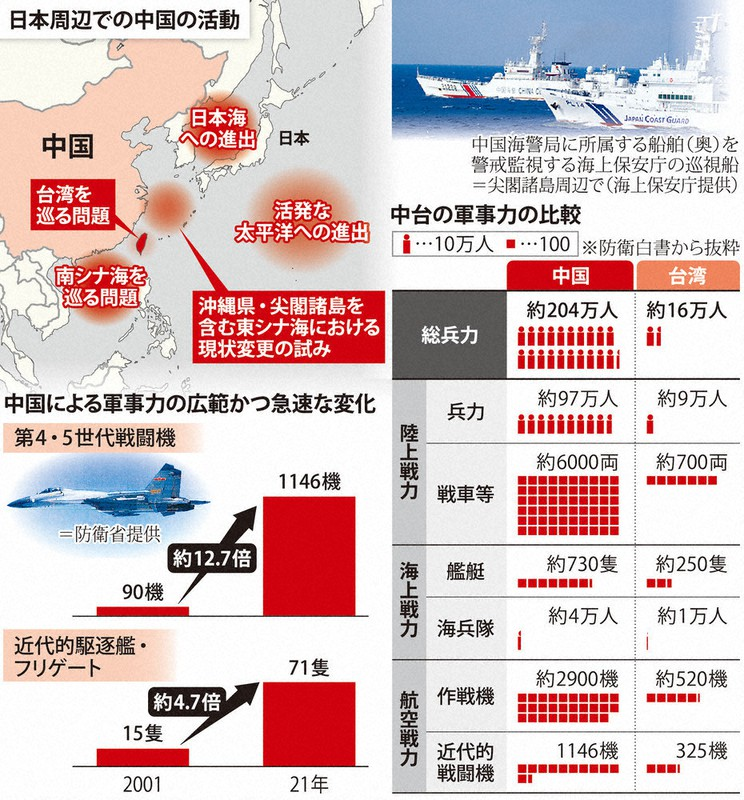 日本周辺での中国の活動
中国
日本海
への進出
日本
台湾を
巡る問題
活発な
太平洋への進出
南シナ海を
巡る問題
沖縄県・尖閣諸島を
含む東シナ海における
現状変更の試み
中国による軍事力の広範かつ急速な変化
第4・5世代戦闘機
＝防衛省提供
1146機
約12.7倍
90機
近代的駆逐艦・
フリゲート
71隻
約4.7倍
15隻
2001
21年
JAPAN COAST GUARD
中国海警局に所属する船舶（奥）を
警戒監視する海上保安庁の巡視船
＝尖閣諸島周辺で（海上保安庁提供）
中台の軍事力の比較
…10万人 …100 ※防衛白書から抜粋
中国 台湾
総兵力 約204万人 約16万人
陸上戦力
兵力 約97万人 約9万人
戦車等 約6000両 約700両
海上戦力
艦艇 約730隻 約250隻
海兵隊 約4万人 約1万人
航空戦力
作戦機 約2900機 約520機
近代的
戦闘機 1146機 325機